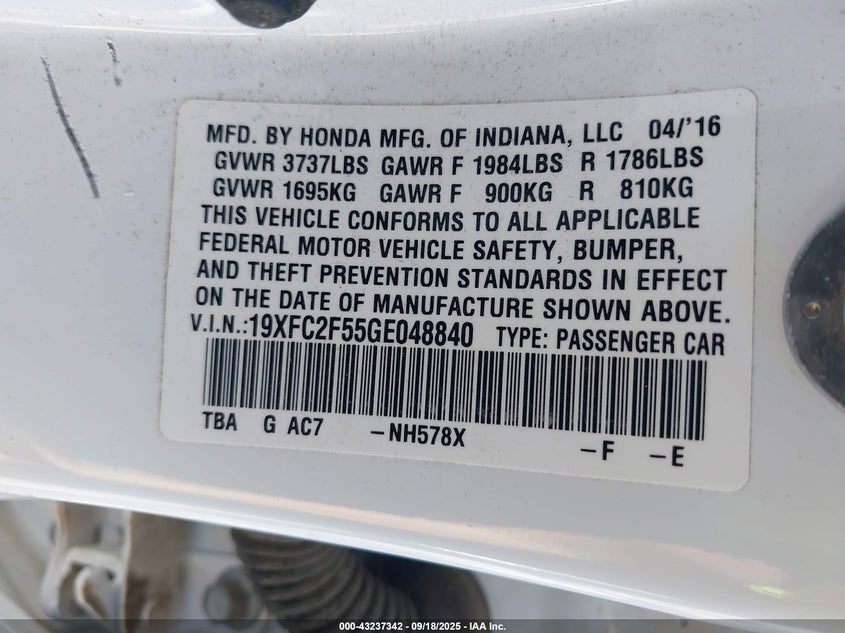 MFD. BY HONDA MFG. OF INDIANA, LLC 04/'16
GVWR 3737LBS GAWR F 1984LBS R 1786LBS
GVWR 1695KG GAWR F 900KG R 810KG
THIS VEHICLE CONFORMS TO ALL APPLICABLE
FEDERAL MOTOR VEHICLE SAFETY, BUMPER,
AND THEFT PREVENTION STANDARDS IN EFFECT
ON THE DATE OF MANUFACTURE SHOWN ABOVE.
V.I.N.:19XFC2F55GE048840 TYPE: PASSENGER CAR
TBA G AC7 -NH578X -F -E
000-43237342 - 09/18/2025 - IAA Inc.